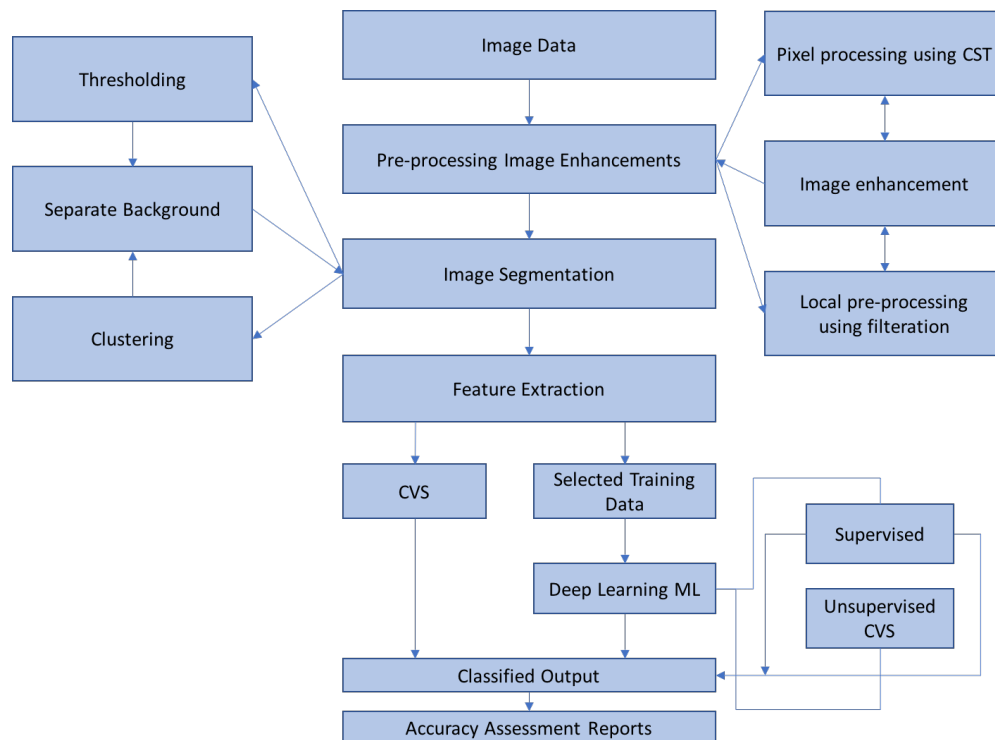 Image Data
Pixel processing using CST
Thresholding
Pre-processing Image Enhancements
Image enhancement
Separate Background
Image Segmentation
Local pre-processing
using filteration
Clustering
Feature Extraction
CVS
Selected Training
Data
Supervised
Deep Learning ML
Unsupervised
CVS
Classified Output
Accuracy Assessment Reports